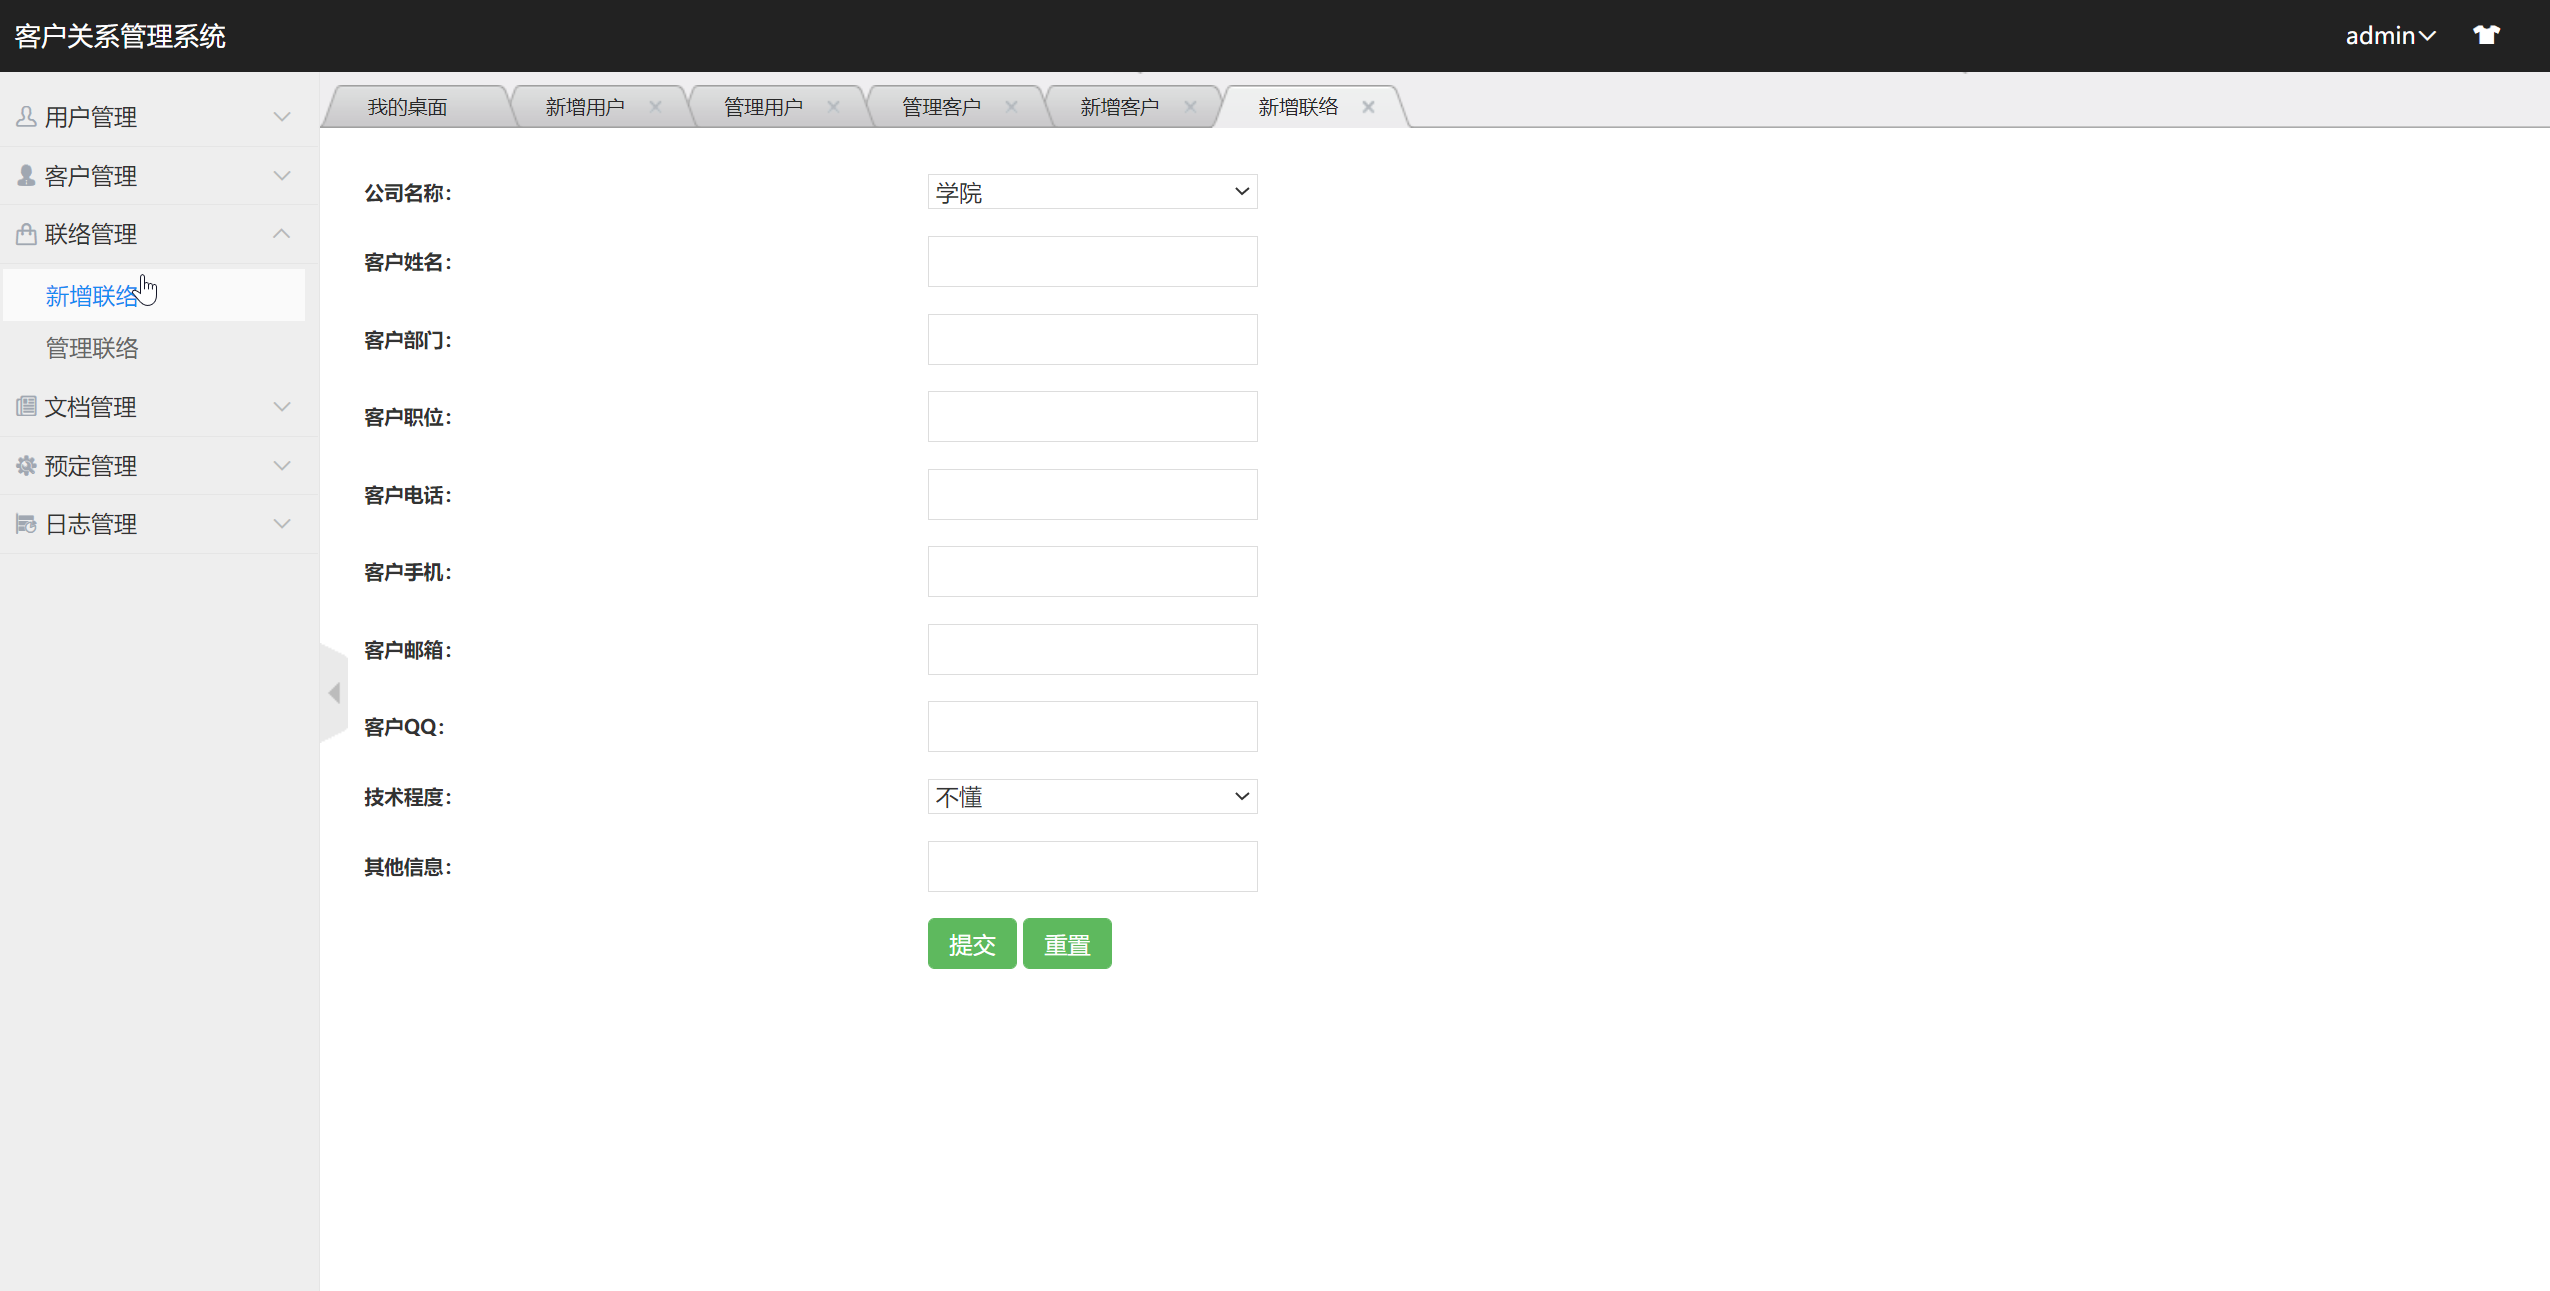 客户关系管理系统
admin
用户管理
客户管理
联络管理
新增联络
管理联络
文档管理
预定管理
日志管理
我的桌面 新增用户 管理用户 管理客户 新增客户 新增联络
公司名称： 学院
客户姓名：
客户部门：
客户职位：
客户电话：
客户手机：
客户邮箱：
客户QQ：
技术程度： 不懂
其他信息：
提交 重置